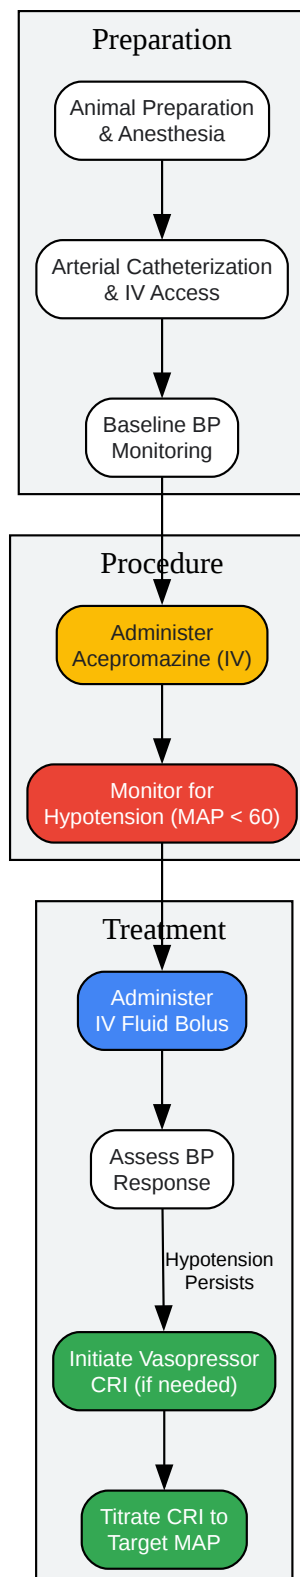 Preparation
Animal Preparation
& Anesthesia
Arterial Catheterization
& IV Access
Baseline BP
Monitoring
Procedure
Administer
Acepromazine (IV)
Monitor for
Hypotension (MAP < 60)
Treatment
Administer
IV Fluid Bolus
Assess BP
Response
Hypotension
Persists
Initiate Vasopressor
CRI (if needed)
Titrate CRI to
Target MAP